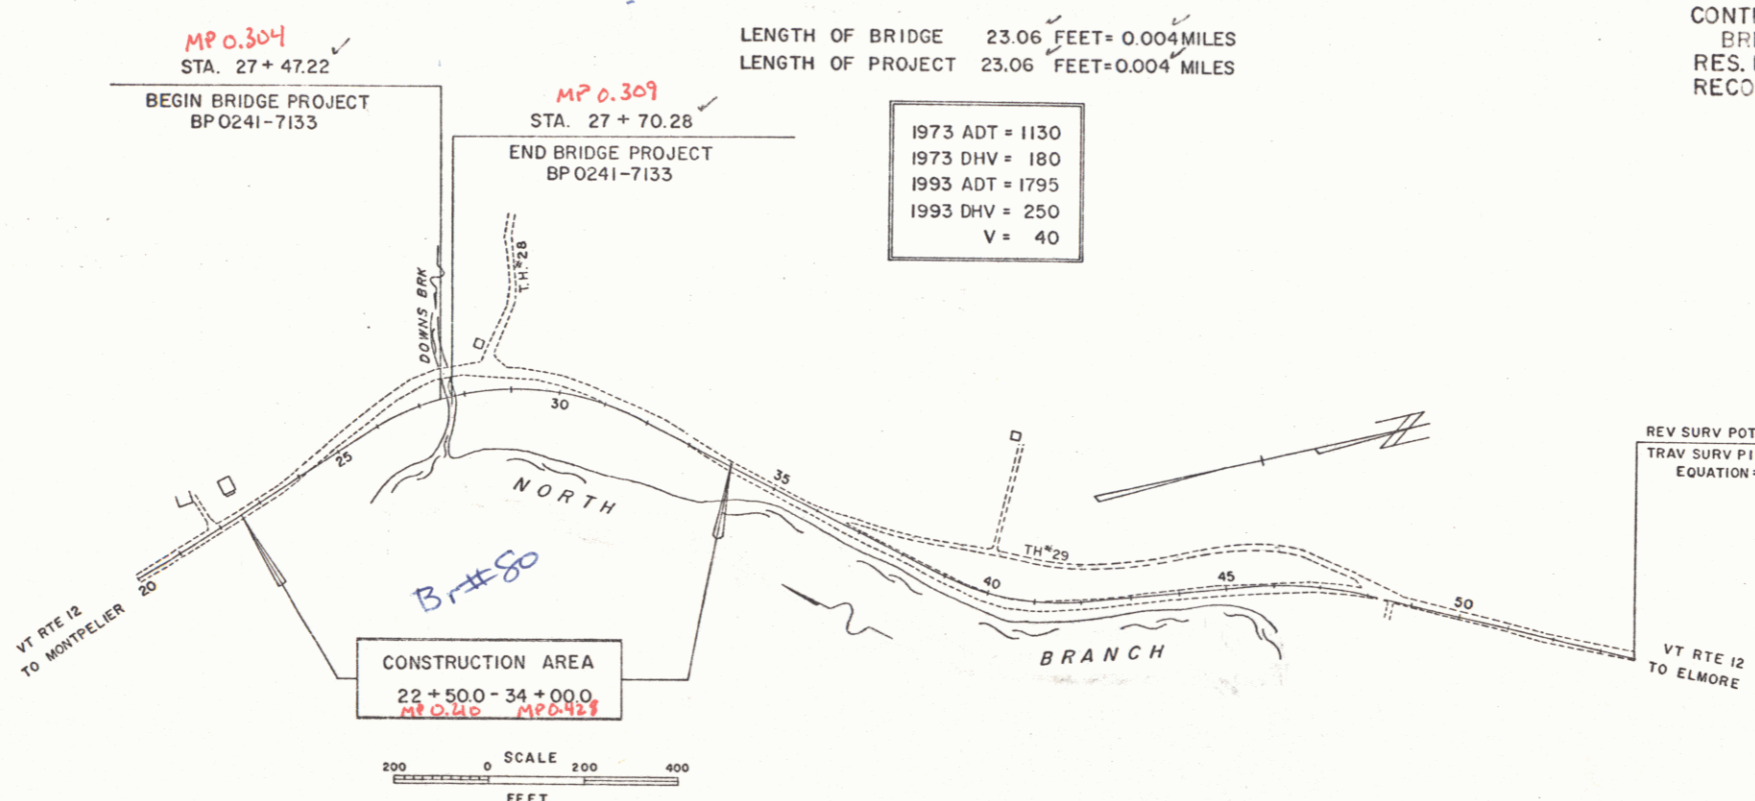 MP 0.304
STA. 27 + 47.22
BEGIN BRIDGE PROJECT
BP 0241-7133
MP 0.309
STA. 27 + 70.28
END BRIDGE PROJECT
BP 0241-7133
LENGTH OF BRIDGE 23.06 FEET= 0.004 MILES
LENGTH OF PROJECT 23.06 FEET=0.004 MILES
1973 ADT = 1130
1973 DHV = 180
1993 ADT = 1795
1993 DHV = 250
V = 40
RES.
DOWNS BRK
T.H.#28
20
25
30
35
40
45
50
NORTH
BRANCH
TH#29
Br#80
VT RTE 12
TO MONTPELIER
CONSTRUCTION AREA
22 + 50.0 - 34 + 00.0
MP 0.210 MP 0.428
REV SURV POT
TRAV SURV PI
EQUATION=
VT RTE 12
TO ELMORE
SCALE
200 0 200 400
FEET